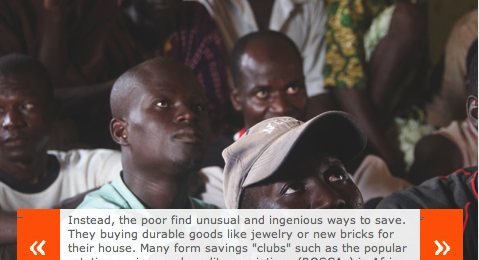 Instead, the poor find unusual and ingenious ways to save.
They buying durable goods like jewelry or new bricks for
their house. Many form savings "clubs" such as the popular